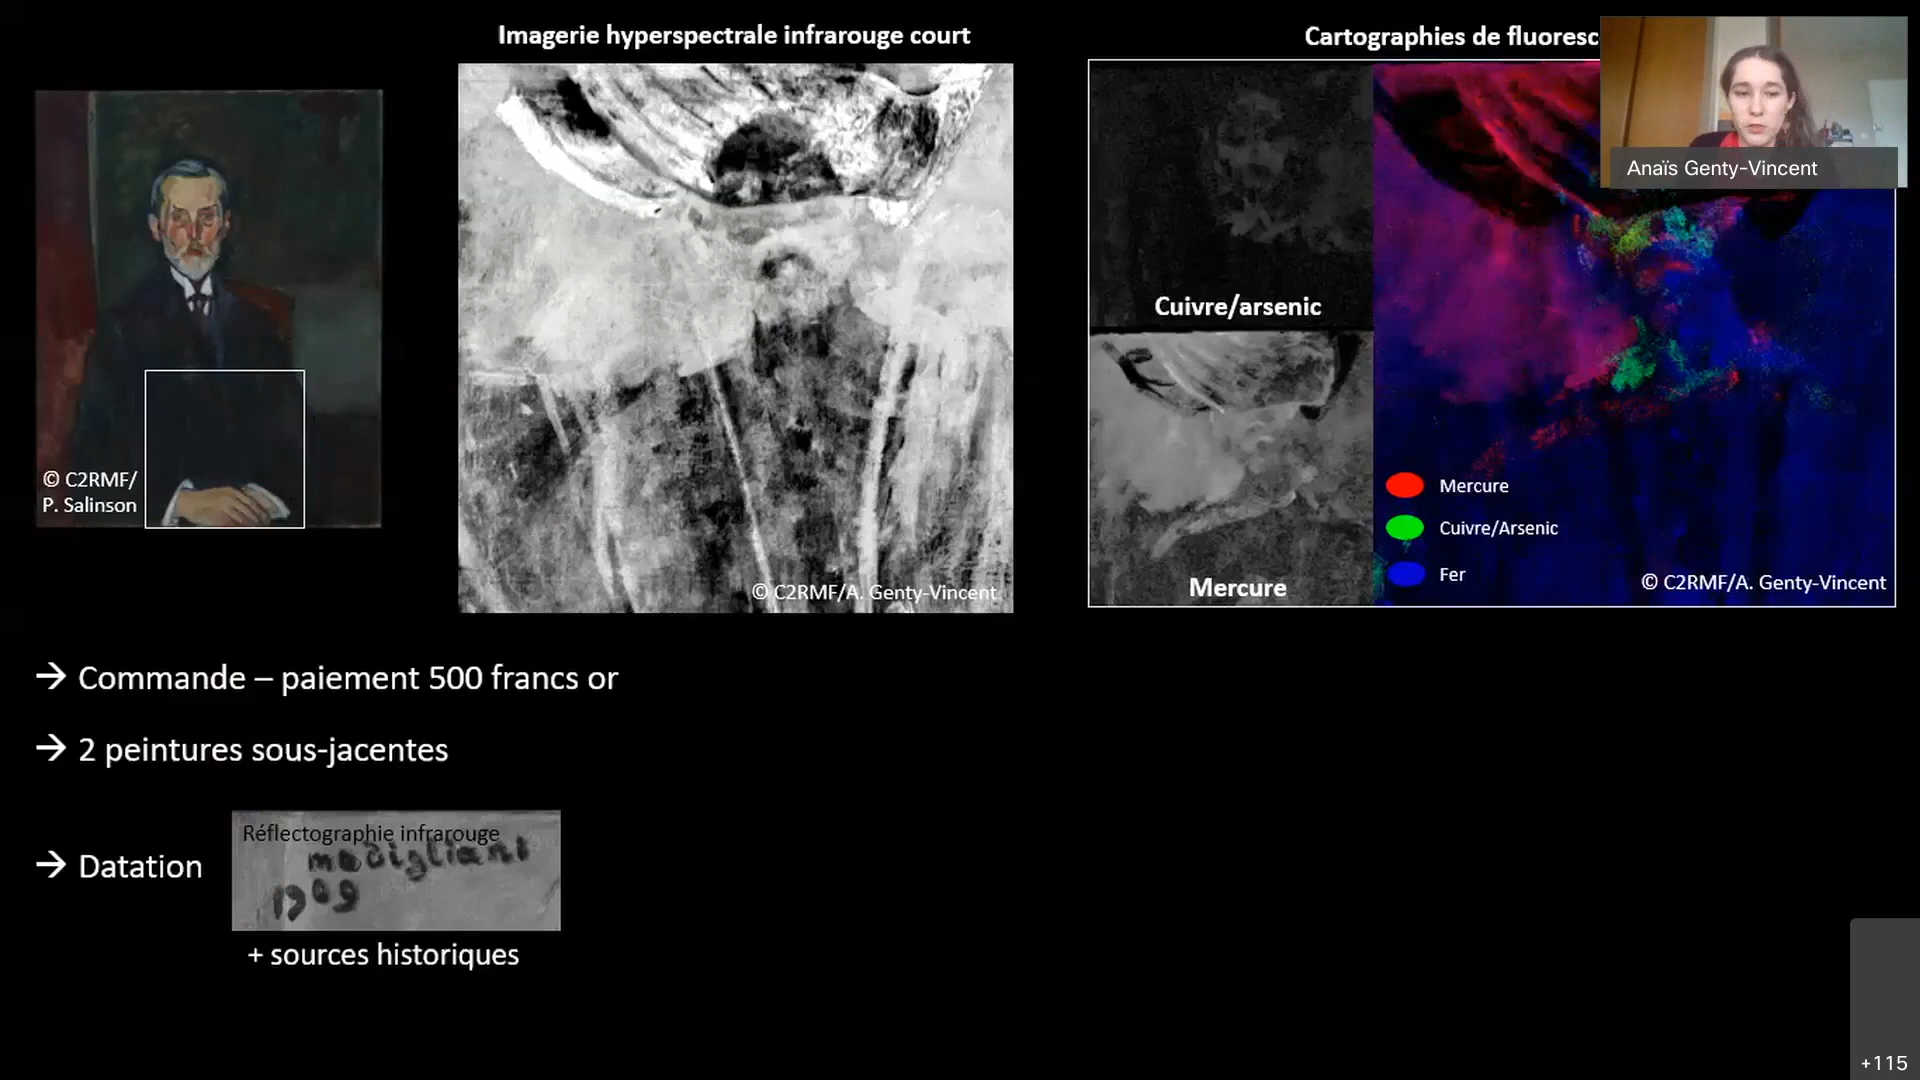 Imagerie hyperspectrale infrarouge court
Cartographies de fluoresc
Anaïs Genty-Vincent
© C2RMF/
P. Salinson
© C2RMF/A. Genty-Vincent
Cuivre/arsenic
Mercure
Mercure
Cuivre/Arsenic
Fer
© C2RMF/A. Genty-Vincent
→ Commande – paiement 500 francs or
→ 2 peintures sous-jacentes
→ Datation
Réflectographie infrarouge
modigliani
1909
+ sources historiques
+115